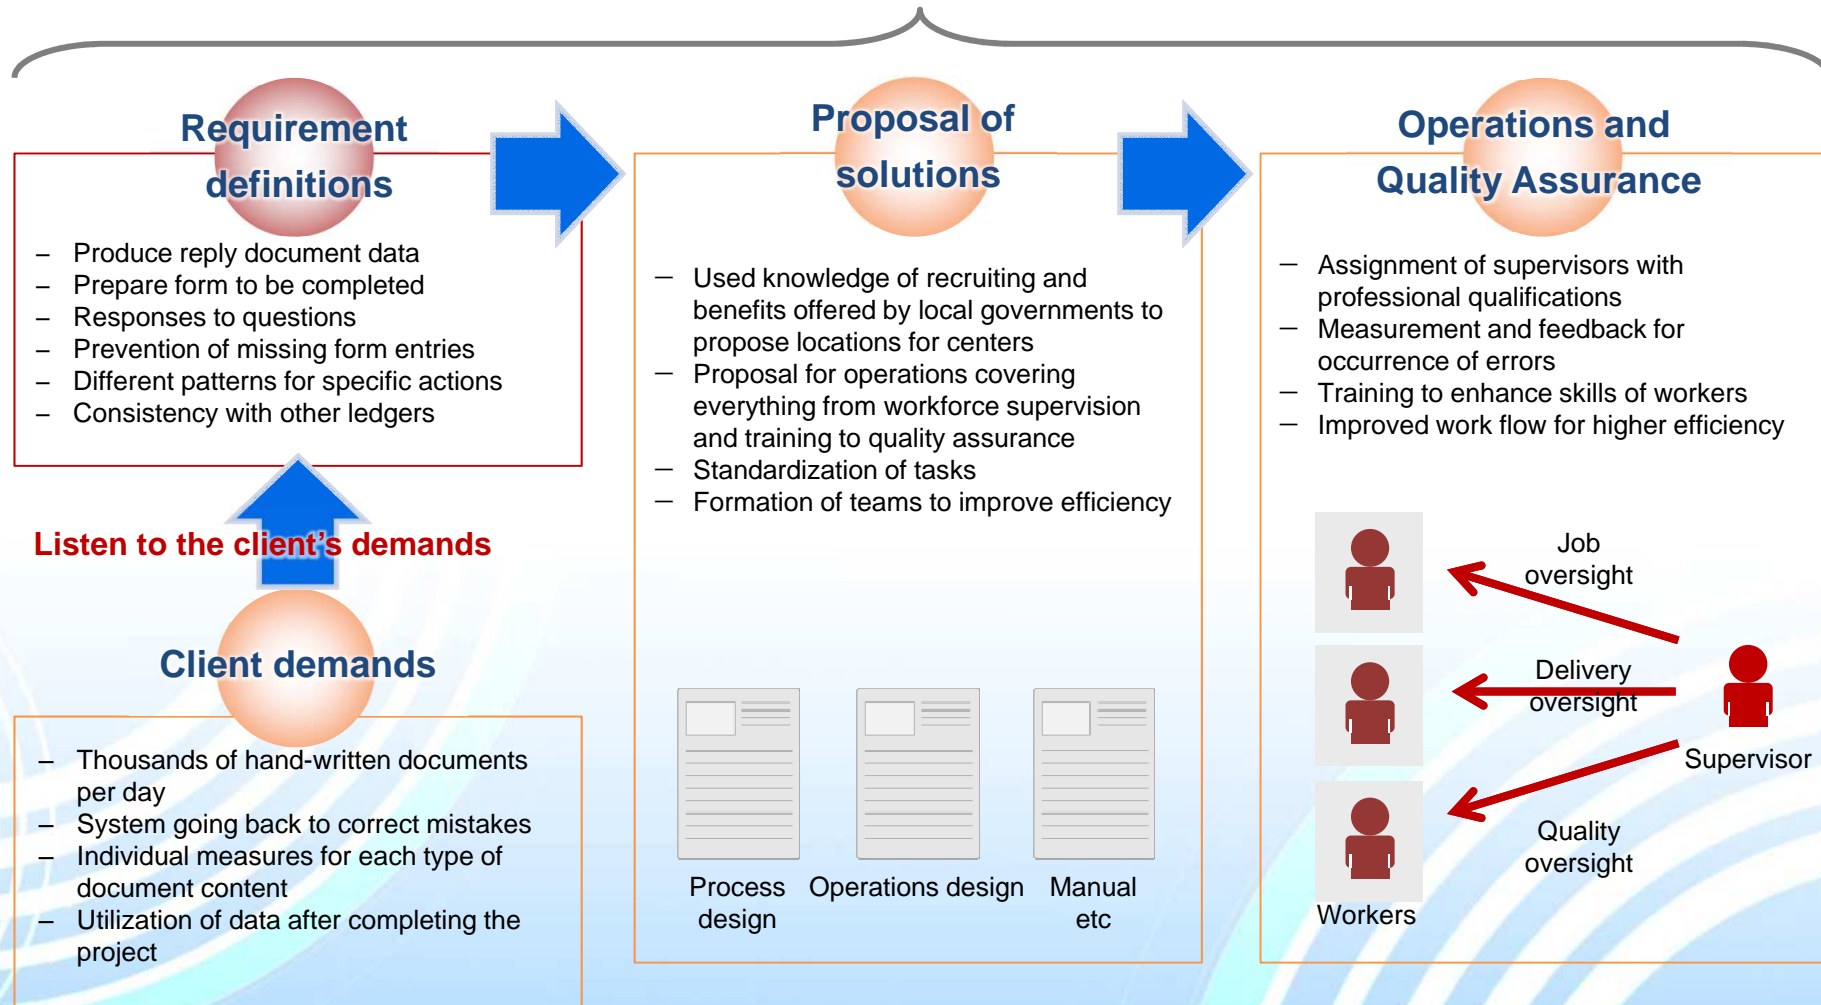 Requirement
definitions
– Produce reply document data
– Prepare form to be completed
– Responses to questions
– Prevention of missing form entries
– Different patterns for specific actions
– Consistency with other ledgers
Listen to the client's demands
Client demands
– Thousands of hand-written documents
per day
– System going back to correct mistakes
– Individual measures for each type of
document content
– Utilization of data after completing the
project
Proposal of
solutions
– Used knowledge of recruiting and
benefits offered by local governments to
propose locations for centers
– Proposal for operations covering
everything from workforce supervision
and training to quality assurance
– Standardization of tasks
– Formation of teams to improve efficiency
Process
design
Operations design
Manual
etc
Operations and
Quality Assurance
– Assignment of supervisors with
professional qualifications
– Measurement and feedback for
occurrence of errors
– Training to enhance skills of workers
– Improved work flow for higher efficiency
Job
oversight
Delivery
oversight
Quality
oversight
Supervisor
Workers